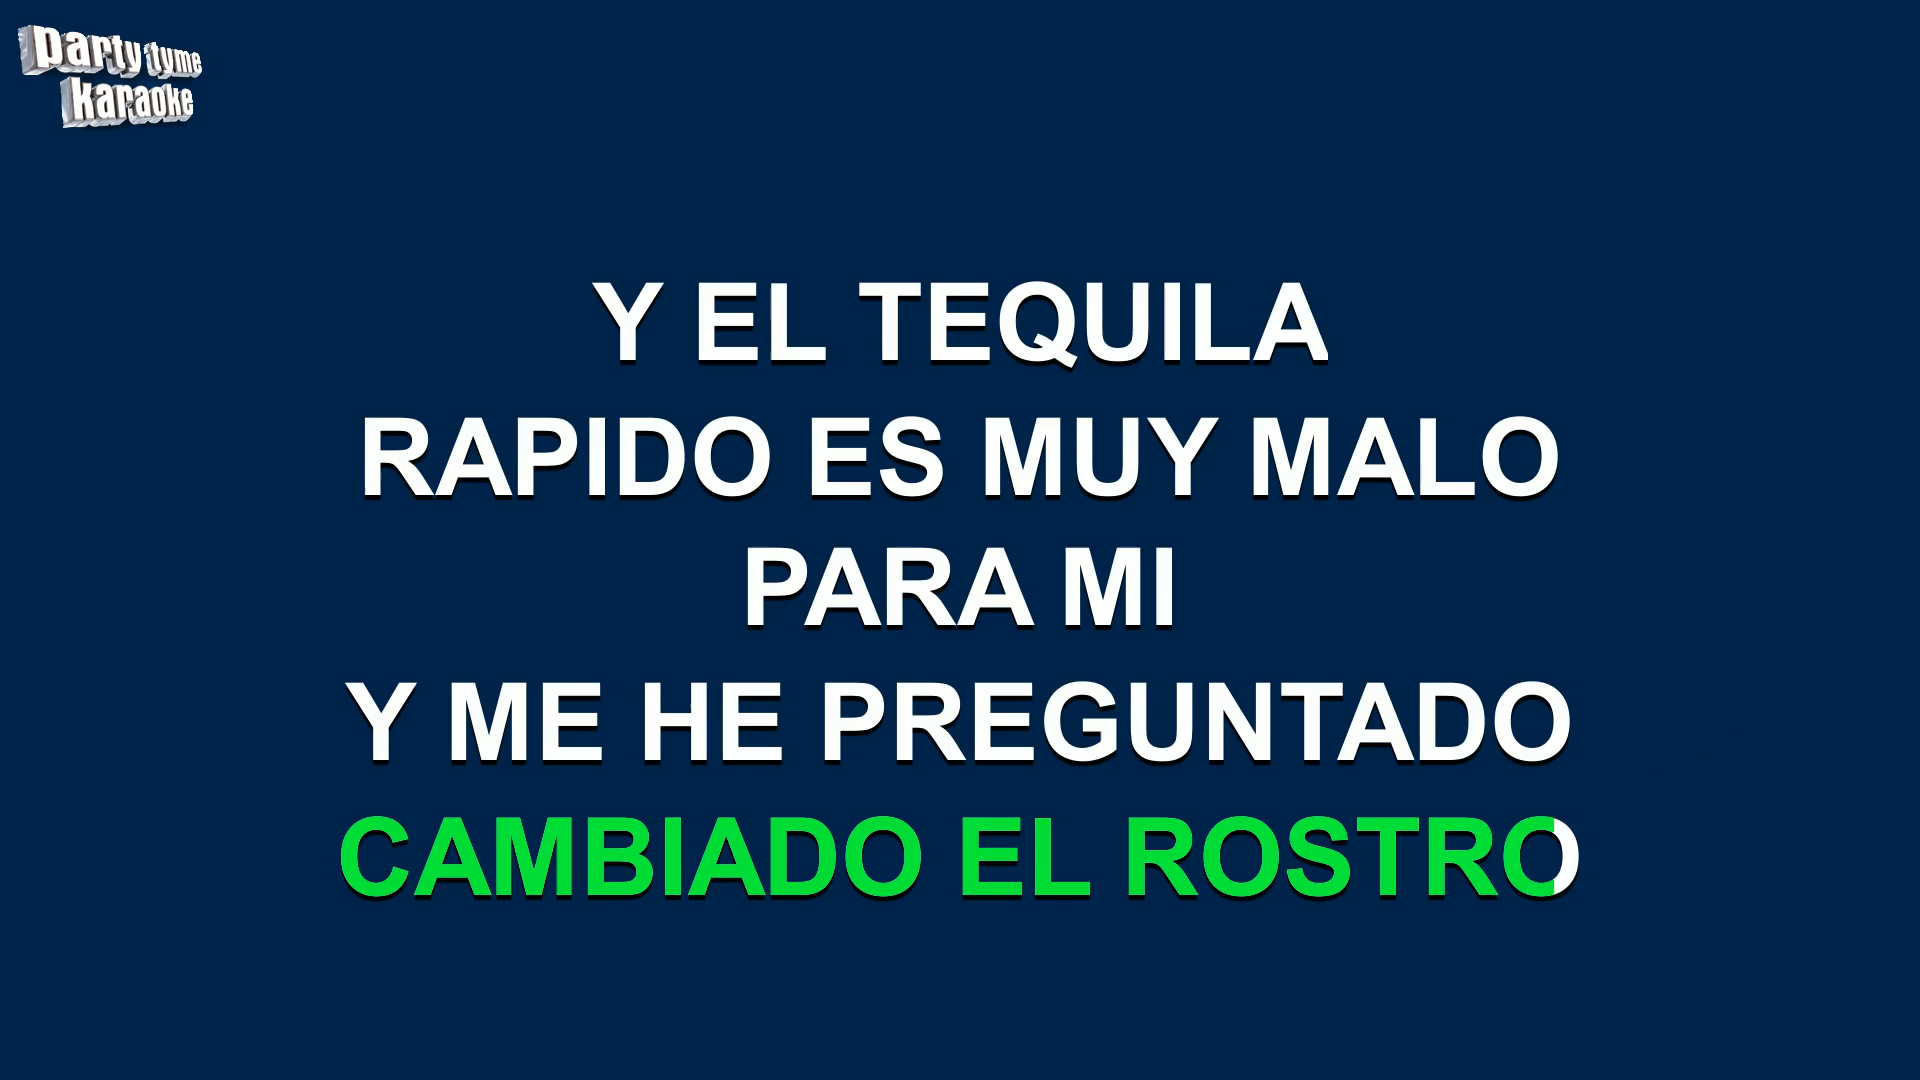 party tyme
karaoke
Y EL TEQUILA
RAPIDO ES MUY MALO
PARA MI
Y ME HE PREGUNTADO
CAMBIADO EL ROSTRO